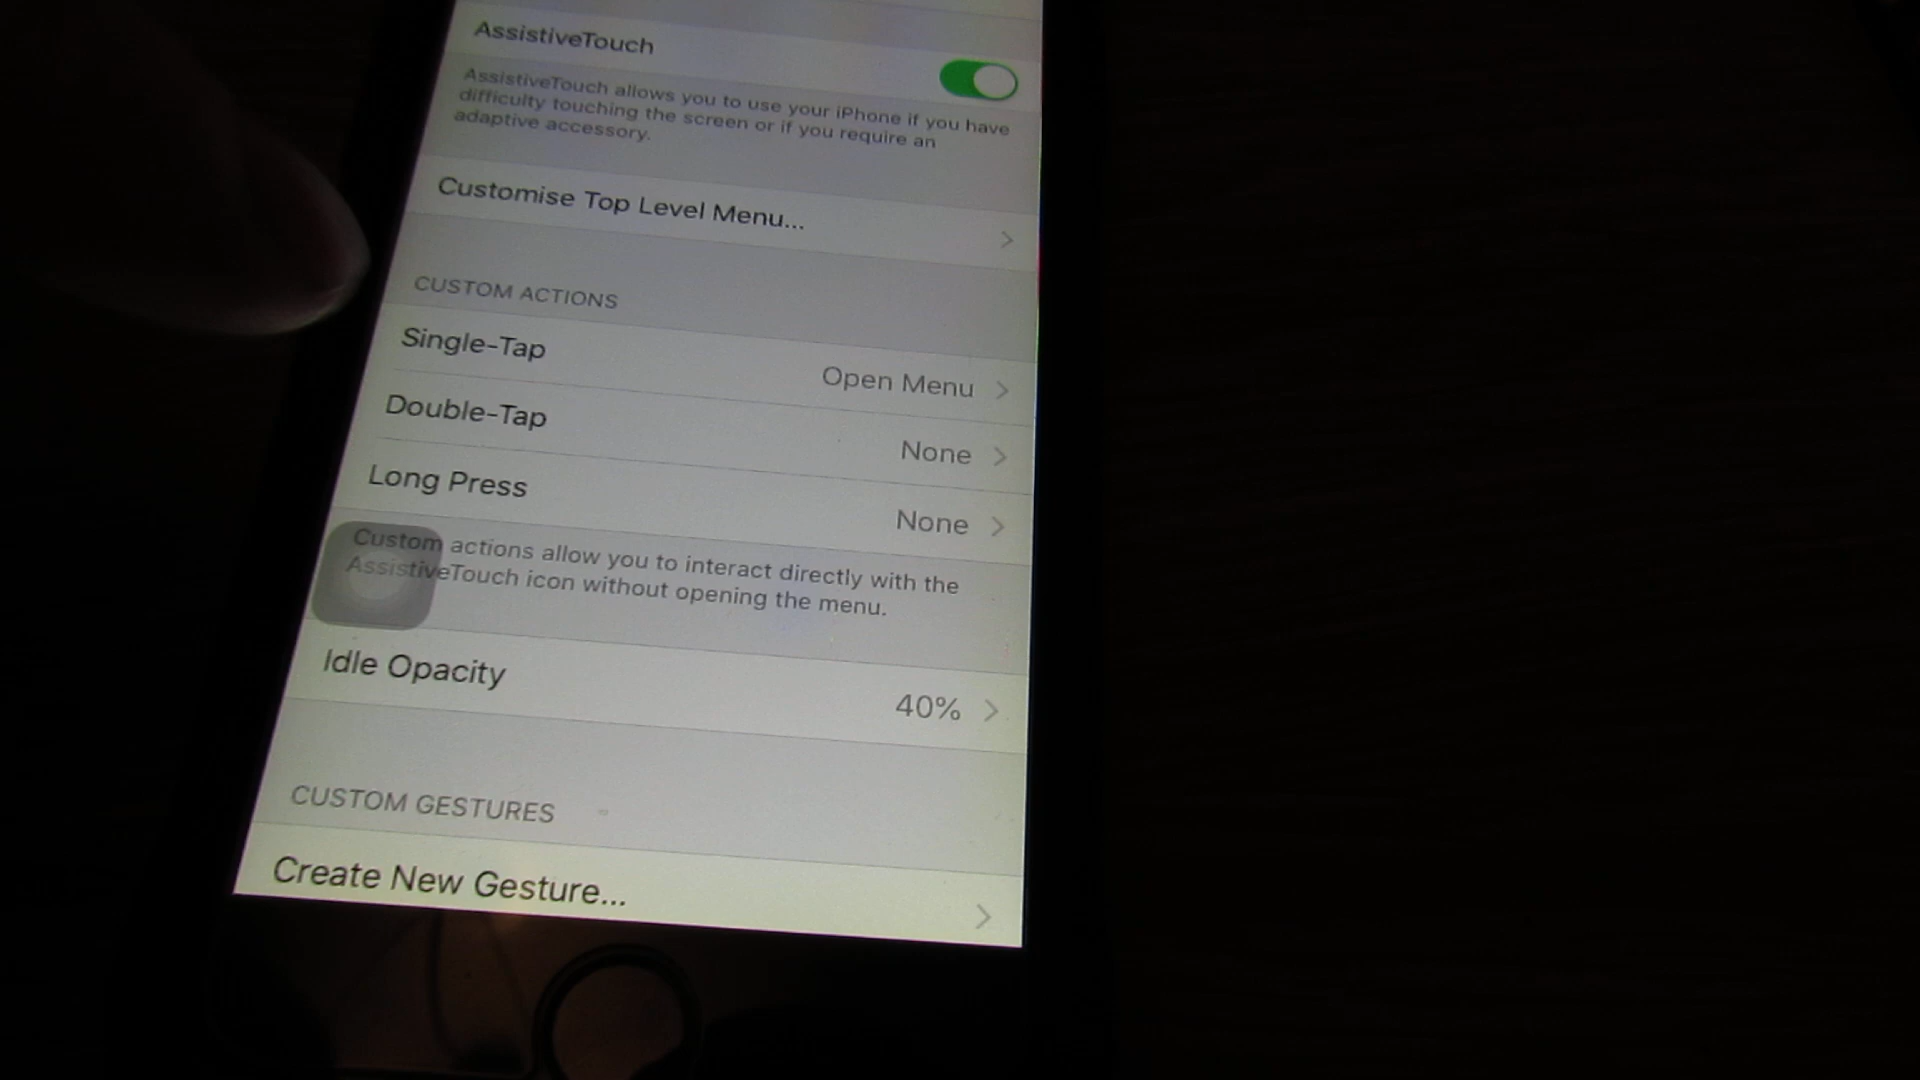 AssistiveTouch
AssistiveTouch allows you to use your iPhone if you have
difficulty touching the screen or if you require an
adaptive accessory.
Customise Top Level Menu...
CUSTOM ACTIONS
Single-Tap
Open Menu
Double-Tap
None
Long Press
None
Custom actions allow you to interact directly with the
AssistiveTouch icon without opening the menu.
Idle Opacity
40%
CUSTOM GESTURES
Create New Gesture...